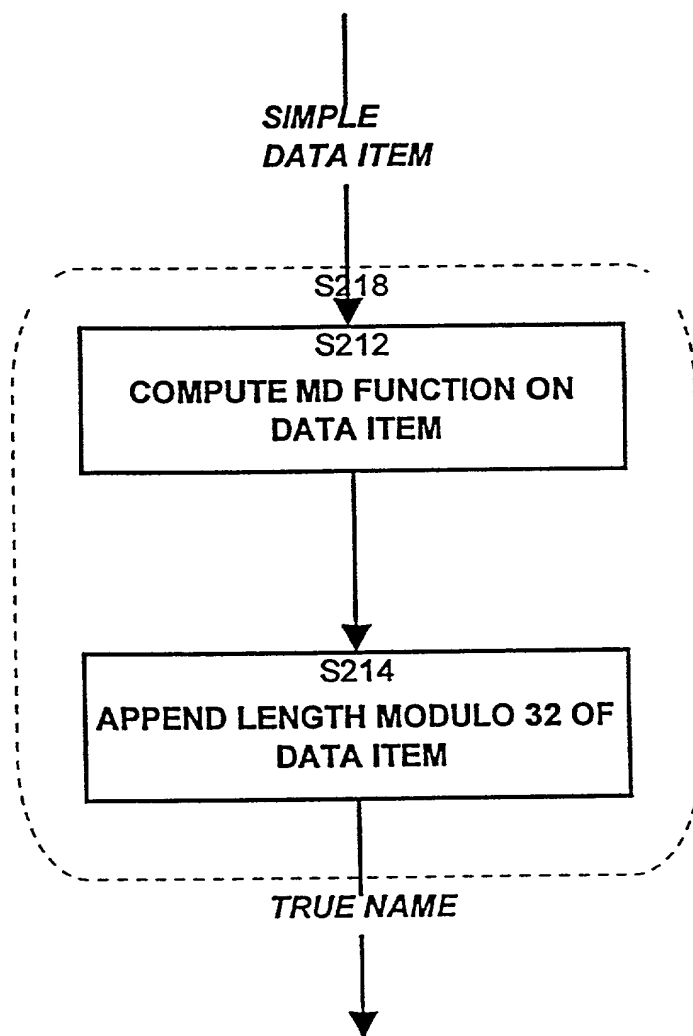 SIMPLE
DATA ITEM
S218
S212
COMPUTE MD FUNCTION ON
DATA ITEM
S214
APPEND LENGTH MODULO 32 OF
DATA ITEM
TRUE NAME